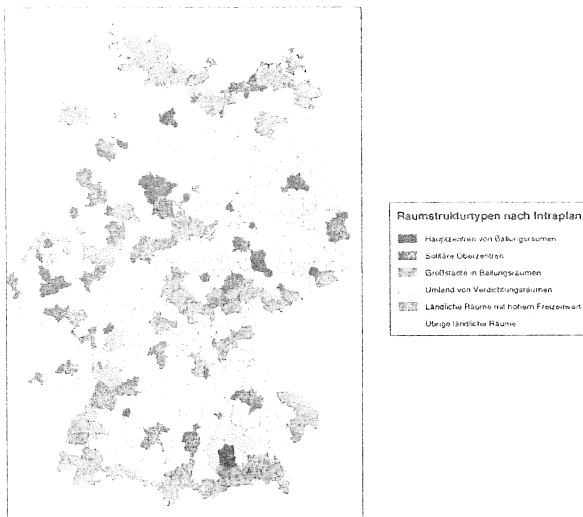 Raumstrukturtypen nach Intraplan
Hauptzentren von Ballungsräumen
Solitäre Oberzentren
Großstädte in Ballungsräumen
Umland von Verdichtungsräumen
Ländliche Räume mit hohem Freizeitwert
Übrige ländliche Räume